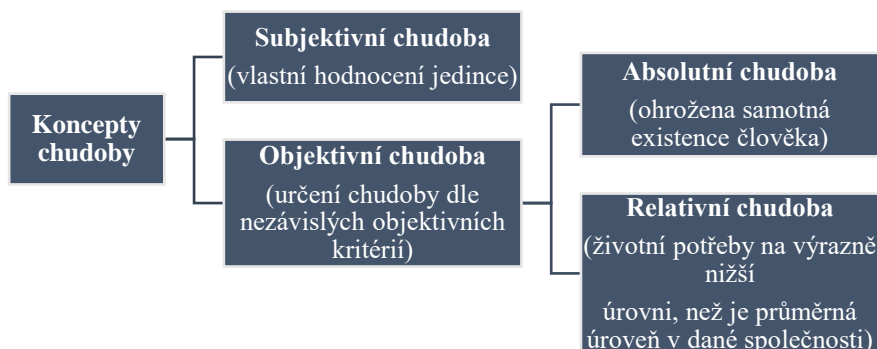 Koncepty
chudoby
Subjektivní chudoba
(vlastní hodnocení jedince)
Objektivní chudoba
(určení chudoby dle
nezávislých objektivních
kritérií)
Absolutní chudoba
(ohrožena samotná
existence člověka)
Relativní chudoba
(životní potřeby na výrazně
nižší
úrovni, než je průměrná
úroveň v dané společnosti)